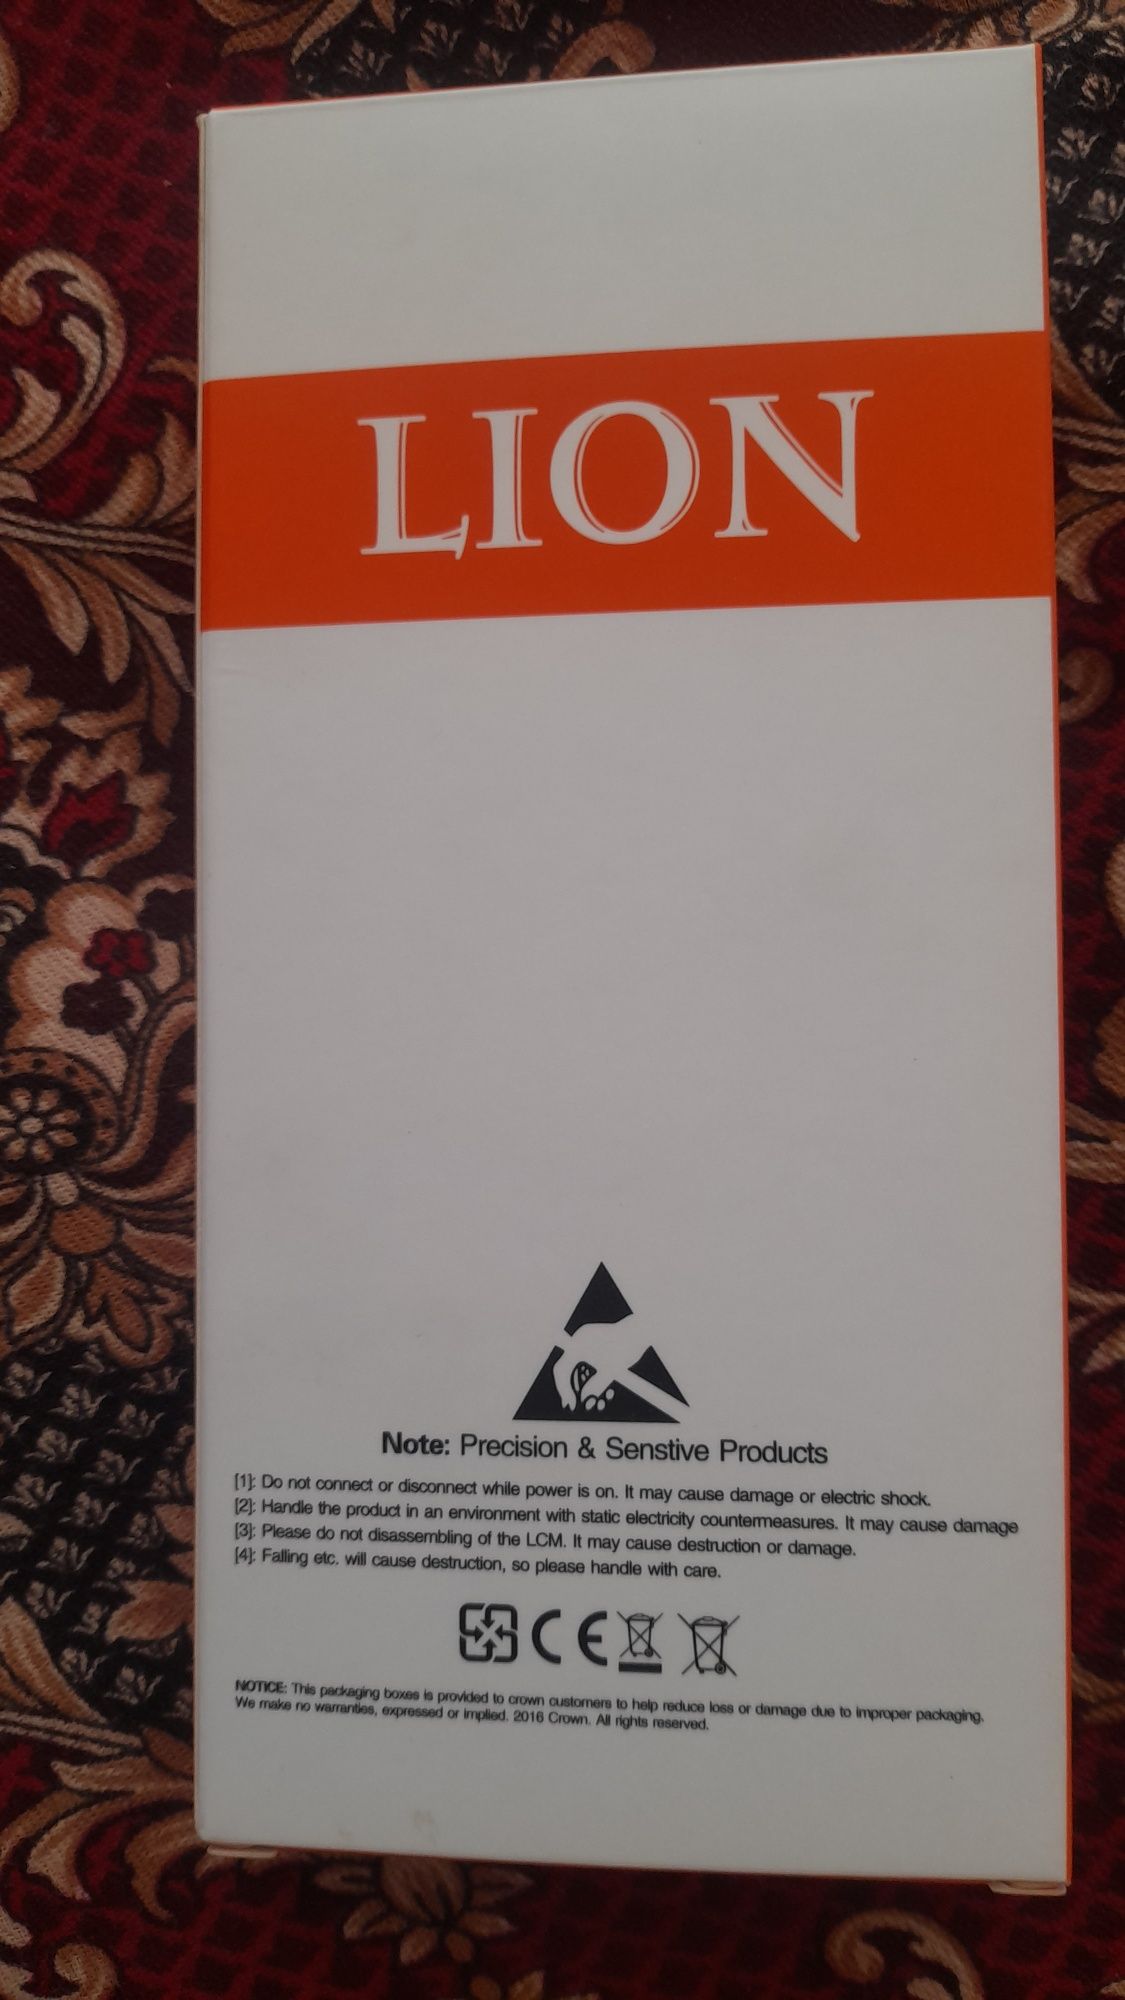 LION
Note: Precision & Senstive Products
[1]: Do not connect or disconnect while power is on. It may cause damage or electric shock.
[2]: Handle the product in an environment with static electricity countermeasures. It may cause damage
[3]: Please do not disassembling of the LCM. It may cause destruction or damage.
[4]: Falling etc. will cause destruction, so please handle with care.
CE
NOTICE: This packaging boxes is provided to crown customers to help reduce loss or damage due to improper packaging.
We make no warranties, expressed or implied. 2016 Crown. All rights reserved.